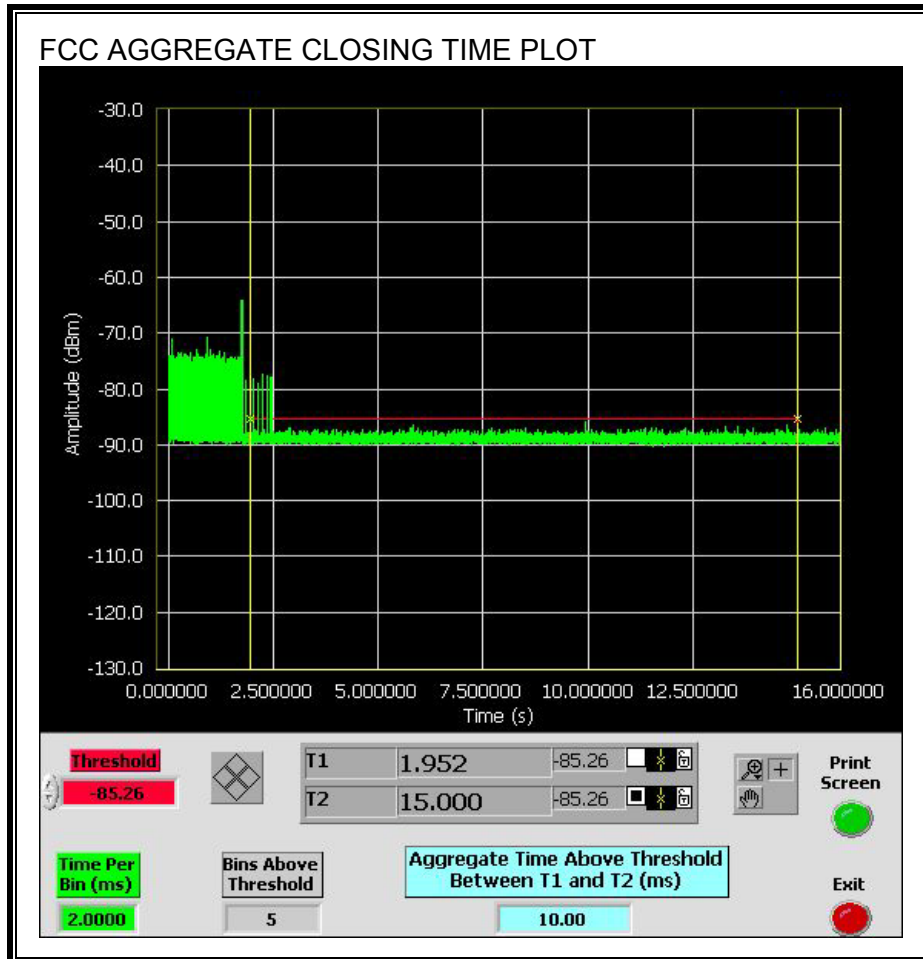 FCC AGGREGATE CLOSING TIME PLOT
-30.0
-40.0
-50.0
-60.0
-70.0
-80.0
-90.0
-100.0
-110.0
-120.0
-130.0
Amplitude (dBm)
0.000000 2.500000 5.000000 7.500000 10.000000 12.500000 16.000000
Time (s)
Threshold
-85.26
T1 1.952 -85.26
T2 15.000 -85.26
Print
Screen
Time Per
Bin (ms)
2.0000
Bins Above
Threshold
5
Aggregate Time Above Threshold
Between T1 and T2 (ms)
10.00
Exit